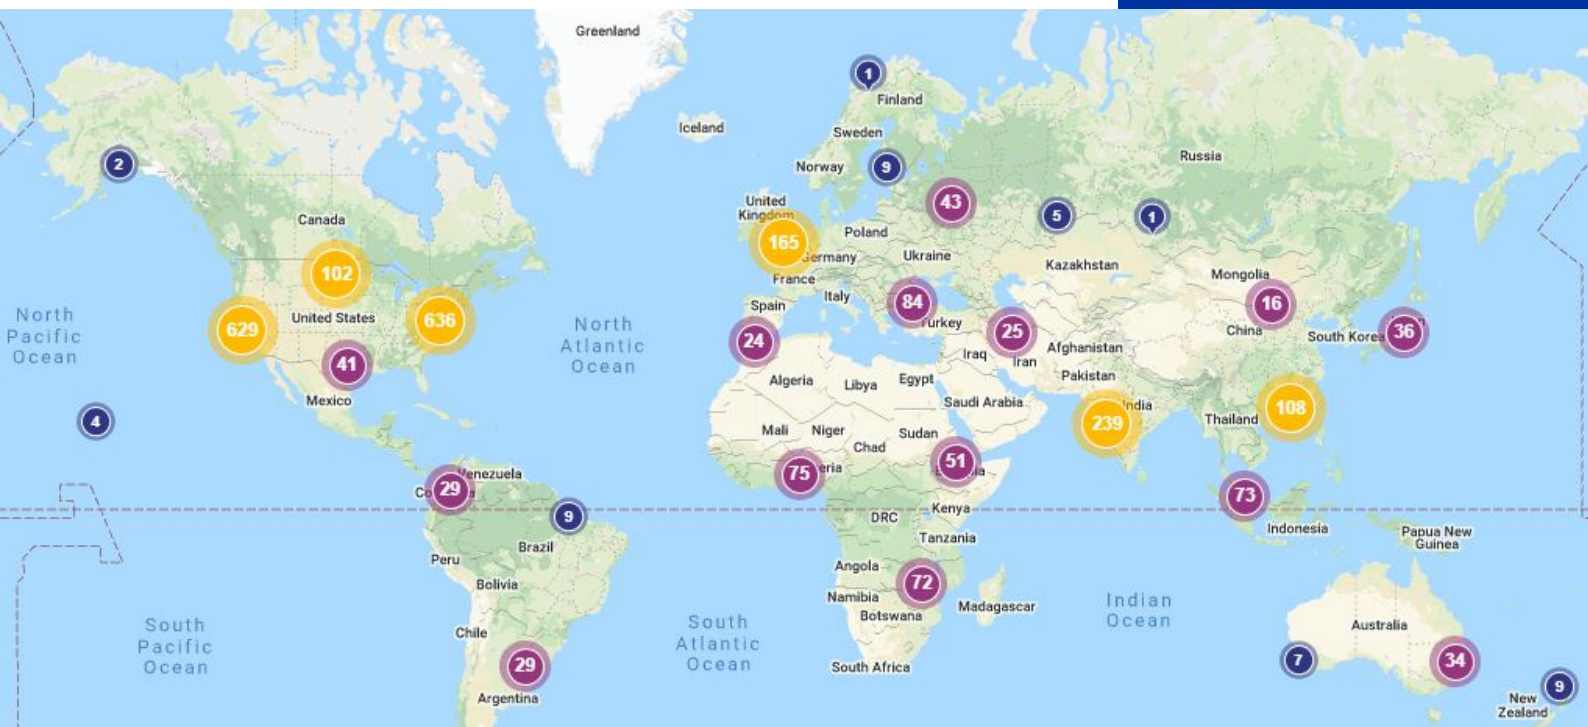 Greenland
1
Finland
Iceland
Sweden
2
Norway
9
Russia
United
Kingdom
43
Canada
5
1
165
Poland
Germany
Ukraine
Kazakhstan
102
France
Mongolia
North
Pacific
Ocean
629
United States
636
North
Atlantic
Ocean
Spain
Italy
84
Turkey
25
16
China
South Korea
36
24
41
Iraq
Iran
Afghanistan
Algeria
Libya
Egypt
Pakistan
Mexico
Saudi Arabia
India
4
239
Thailand
108
Mali
Niger
Chad
Sudan
Venezuela
29
75
51
73
9
DRC
Kenya
Indonesia
Papua New
Guinea
Brazil
Tanzania
Peru
Angola
Bolivia
72
Namibia
Botswana
Madagascar
Indian
Ocean
South
Pacific
Ocean
South
Atlantic
Ocean
Chile
Australia
29
South Africa
7
34
Argentina
9
New
Zealand